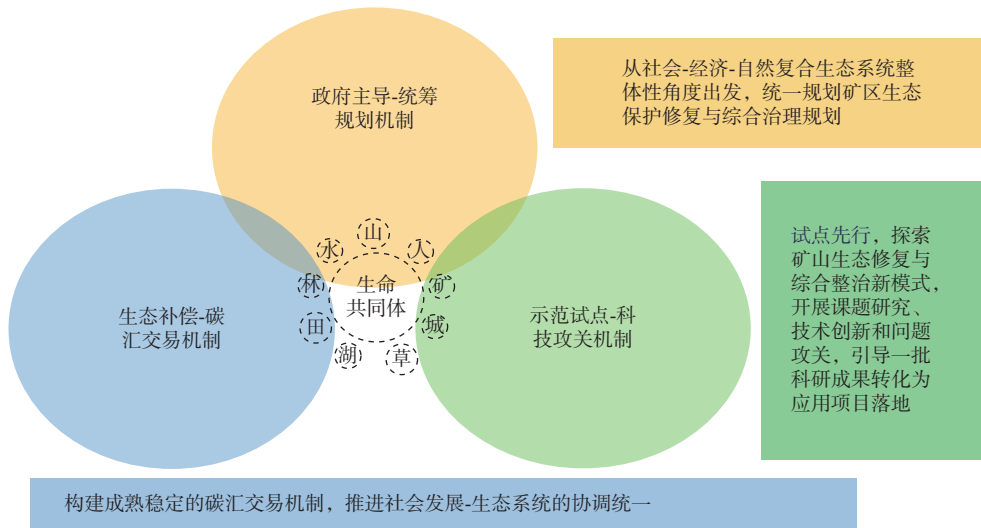 政府主导-统筹
规划机制
从社会-经济-自然复合生态系统整
体性角度出发，统一规划矿区生态
保护修复与综合治理规划
生态补偿-碳
汇交易机制
示范试点-科
技攻关机制
山
水
人
林
矿
田
城
湖
草
生命
共同体
试点先行，探索
矿山生态修复与
综合整治新模式，
开展课题研究、
技术创新和问题
攻关，引导一批
科研成果转化为
应用项目落地
构建成熟稳定的碳汇交易机制，推进社会发展-生态系统的协调统一